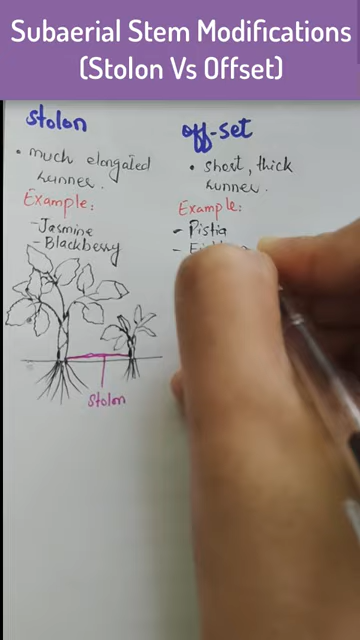 Subaerial Stem Modifications
(Stolon Vs Offset)
Stolon
• much elongated
runner.
Example:
- Jasmine
- Blackberry
Stolon
off-set
• short, thick
runner.
Example:
- Pistia
-